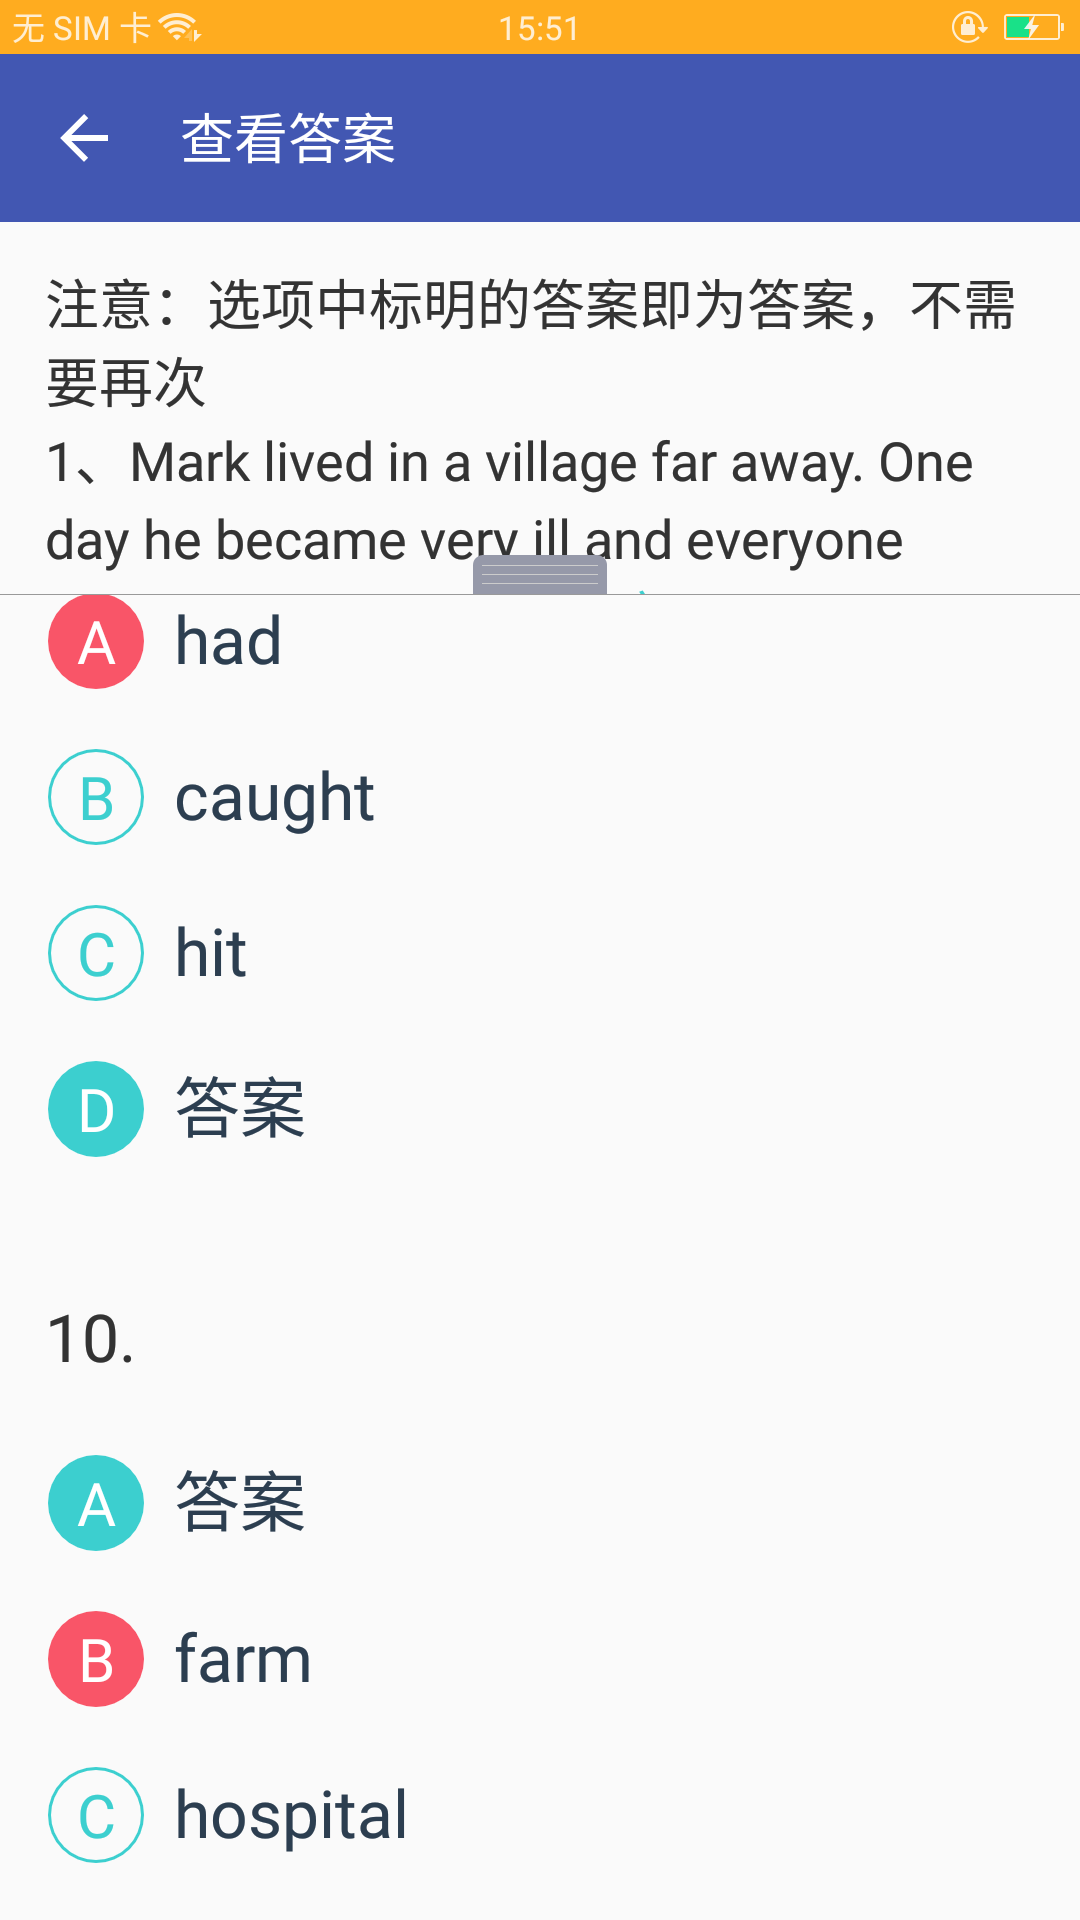 无 SIM 卡
15:51
查看答案
注意：选项中标明的答案即为答案，不需
要再次
1、Mark lived in a village far away. One
day he became very ill and everyone
A had
B caught
C hit
D 答案
10.
A 答案
B farm
C hospital